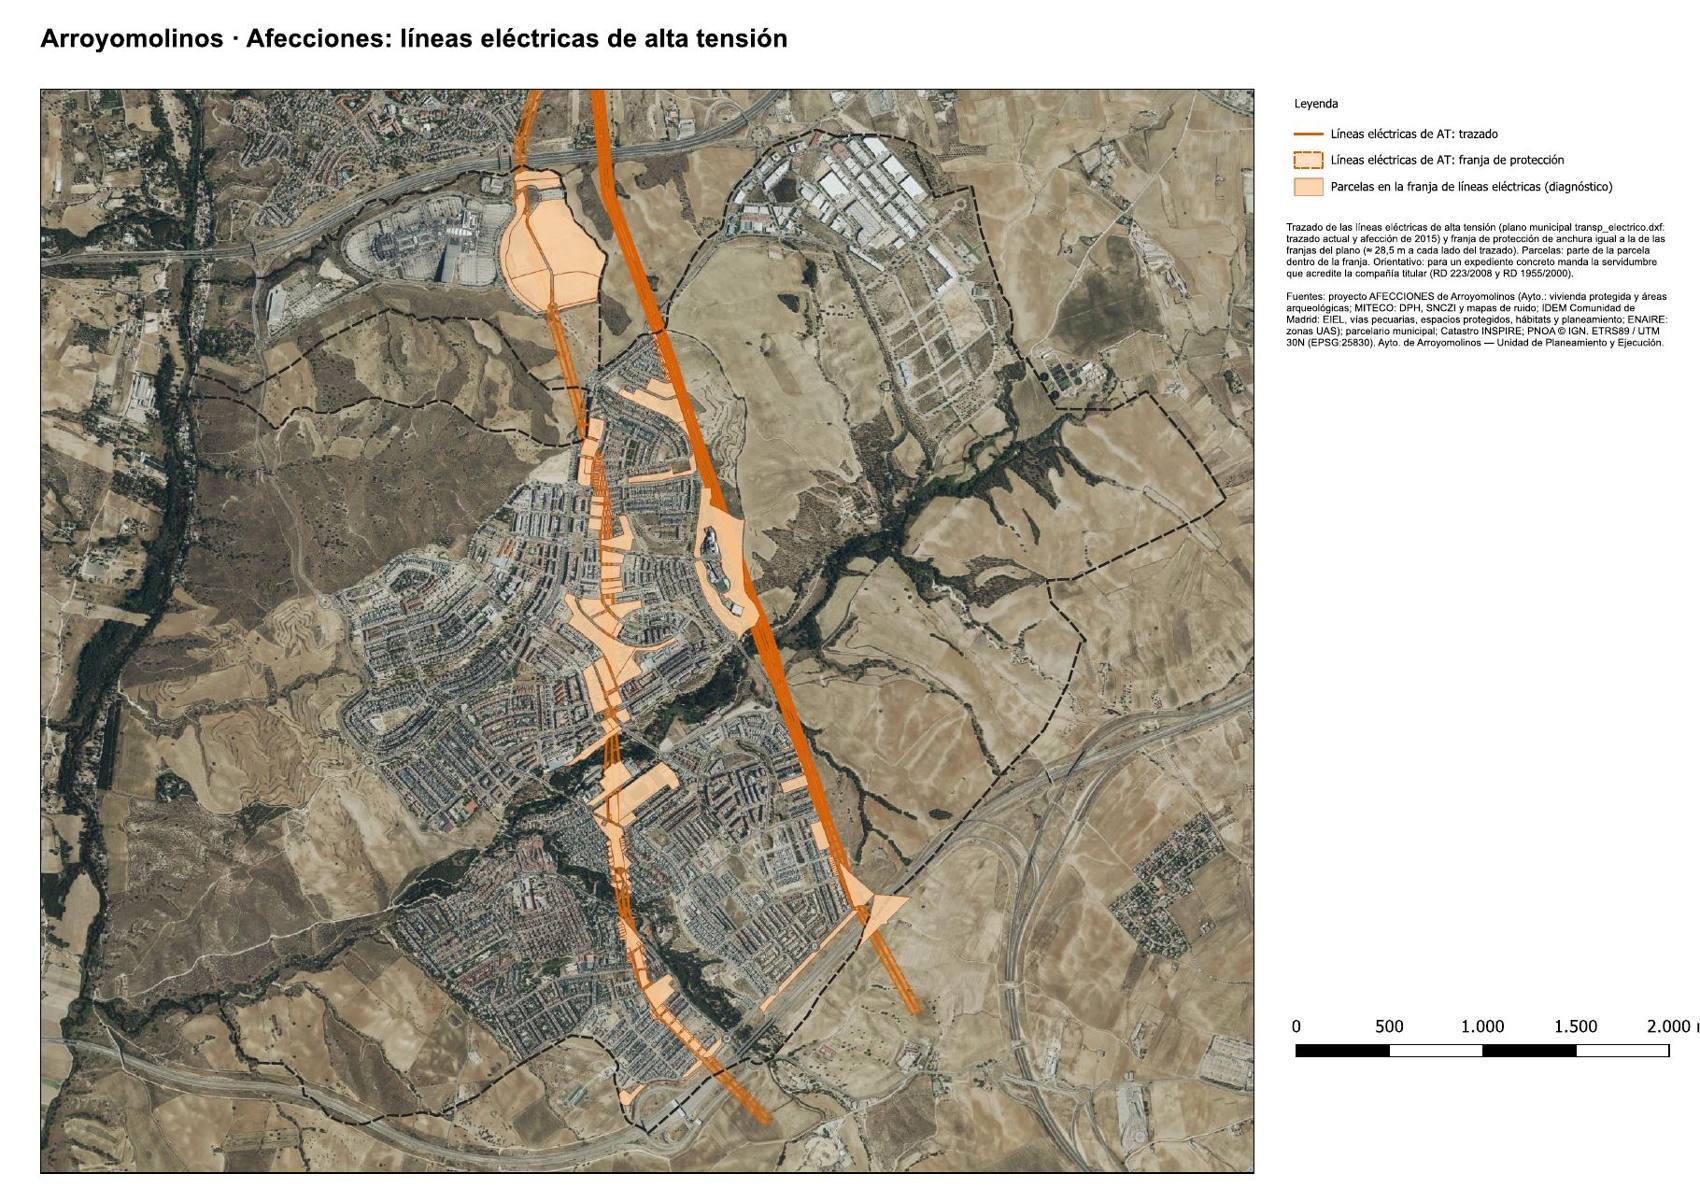 Arroyomolinos · Afecciones: líneas eléctricas de alta tensión
Leyenda
Líneas eléctricas de AT: trazado
Líneas eléctricas de AT: franja de protección
Parcelas en la franja de líneas eléctricas (diagnóstico)
Trazado de las líneas eléctricas de alta tensión (plano municipal transp_electrico.dxf:
trazado actual y afección de 2015) y franja de protección de anchura igual a la de las
franjas del plano (≈ 28,5 m a cada lado del trazado). Parcelas: parte de la parcela
dentro de la franja. Orientativo: para un expediente concreto manda la servidumbre
que acredite la compañía titular (RD 223/2008 y RD 1955/2000).
Fuentes: proyecto AFECCIONES de Arroyomolinos (Ayto.: vivienda protegida y áreas
arqueológicas; MITECO: DPH, SNCZI y mapas de ruido; IDEM Comunidad de
Madrid: EIEL, vías pecuarias, espacios protegidos, hábitats y planeamiento; ENAIRE:
zonas UAS); parcelario municipal; Catastro INSPIRE; PNOA © IGN. ETRS89 / UTM
30N (EPSG:25830). Ayto. de Arroyomolinos — Unidad de Planeamiento y Ejecución.
0 500 1.000 1.500 2.000